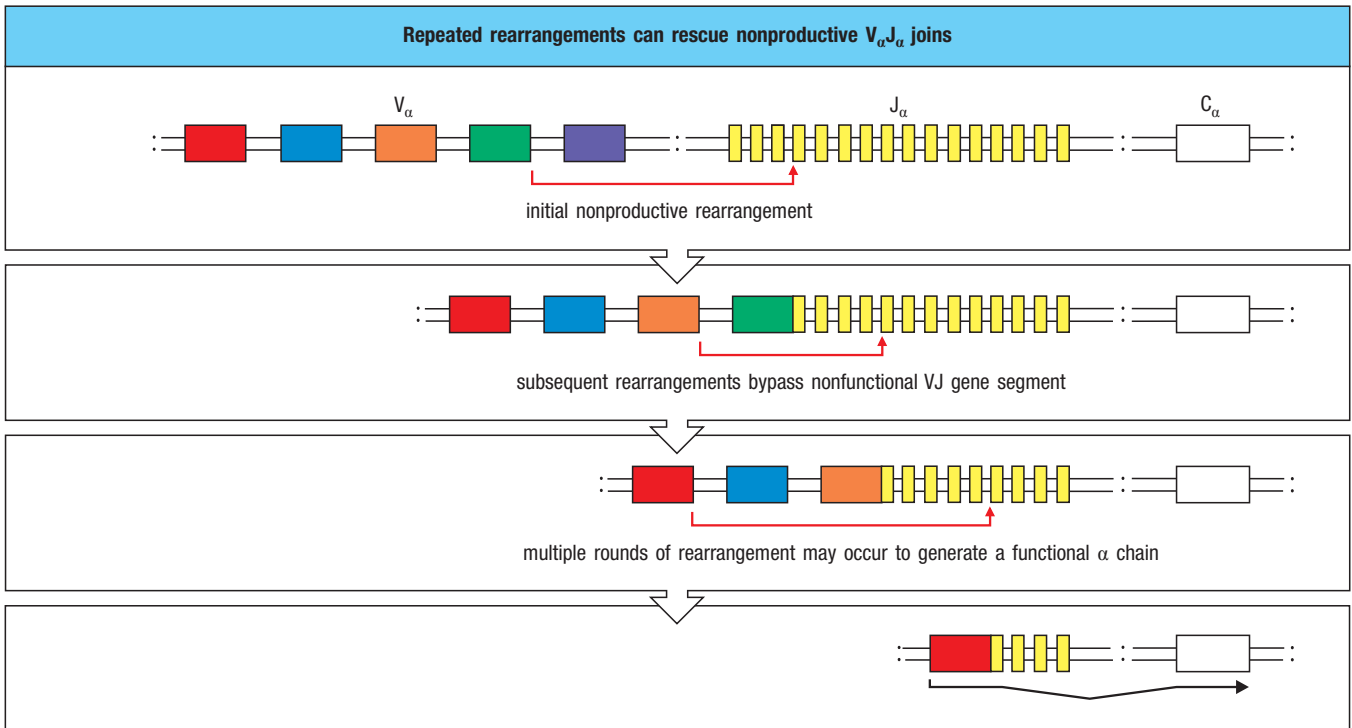 Repeated rearrangements can rescue nonproductive VαJα joins
Vα Jα Cα
initial nonproductive rearrangement
subsequent rearrangements bypass nonfunctional VJ gene segment
multiple rounds of rearrangement may occur to generate a functional α chain